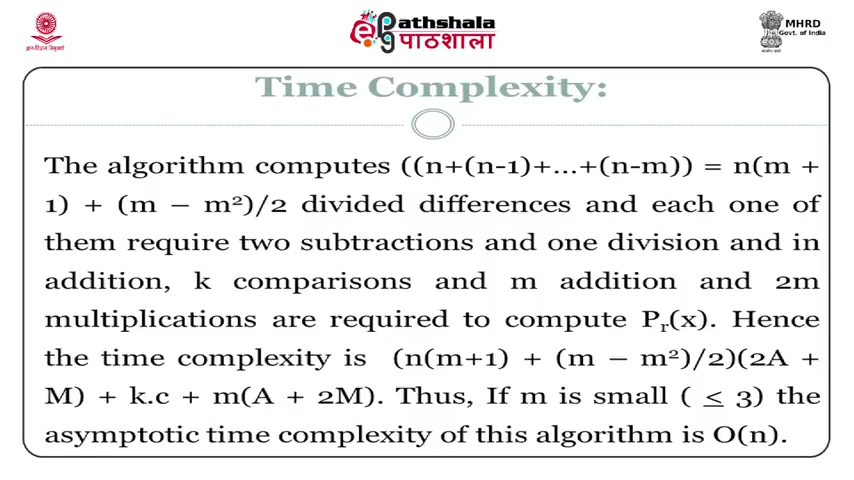 Pathshala
पाठशाला
MHRD
Govt. of India
Time Complexity:
The algorithm computes ((n+(n-1)+...+(n-m)) = n(m +
1) + (m – m²)/2 divided differences and each one of
them require two subtractions and one division and in
addition, k comparisons and m addition and 2m
multiplications are required to compute Pᵣ(x). Hence
the time complexity is (n(m+1) + (m – m²)/2)(2A +
M) + k.c + m(A + 2M). Thus, If m is small ( ≤ 3) the
asymptotic time complexity of this algorithm is O(n).